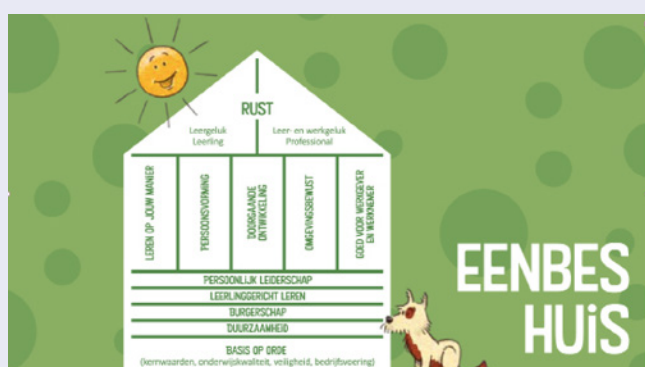 RUST
Leergeluk
Leerling
Leer- en werkgeluk
Professional
LEREN OP JOUW MANIER
PERSOONSVORMING
DOORGAANDE
ONTWIKKELING
OMGEVINGSBEWUST
GOED VOOR WERKGEVER
EN WERKNEMER
PERSOONLIJK LEIDERSCHAP
LEERLINGGERICHT LEREN
BURGERSCHAP
DUURZAAMHEID
BASIS OP ORDE
(kernwaarden, onderwijskwaliteit, veiligheid, bedrijfsvoering)
EENBES
HUiS